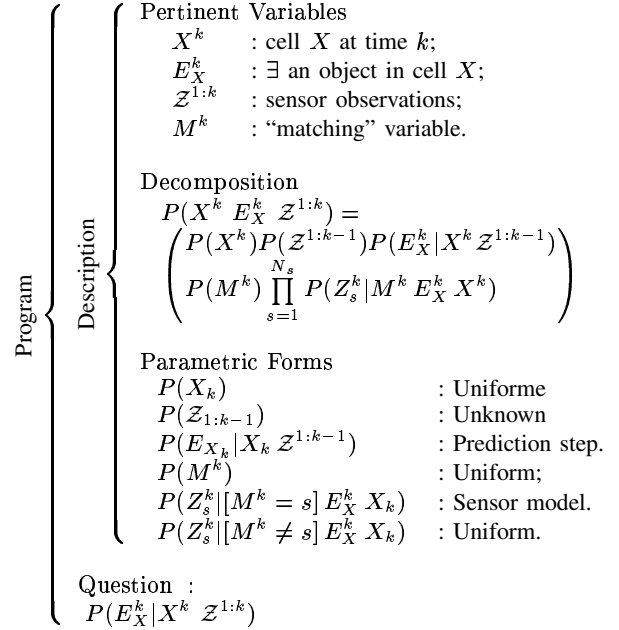 Program
Description
Pertinent Variables
X^k : cell X at time k;
E_X^k : ∃ an object in cell X;
𝒵^{1:k} : sensor observations;
M^k : “matching” variable.
Decomposition
P(X^k E_X^k 𝒵^{1:k}) =
(P(X^k)P(𝒵^{1:k−1})P(E_X^k|X^k 𝒵^{1:k−1})
P(M^k) ∏_{s=1}^{N_s} P(Z_s^k|M^k E_X^k X^k))
Parametric Forms
P(X_k) : Uniforme
P(𝒵_{1:k−1}) : Unknown
P(E_{X_k}|X_k 𝒵^{1:k−1}) : Prediction step.
P(M^k) : Uniform;
P(Z_s^k|[M^k = s] E_X^k X_k) : Sensor model.
P(Z_s^k|[M^k ≠ s] E_X^k X_k) : Uniform.
Question :
P(E_X^k|X^k 𝒵^{1:k})